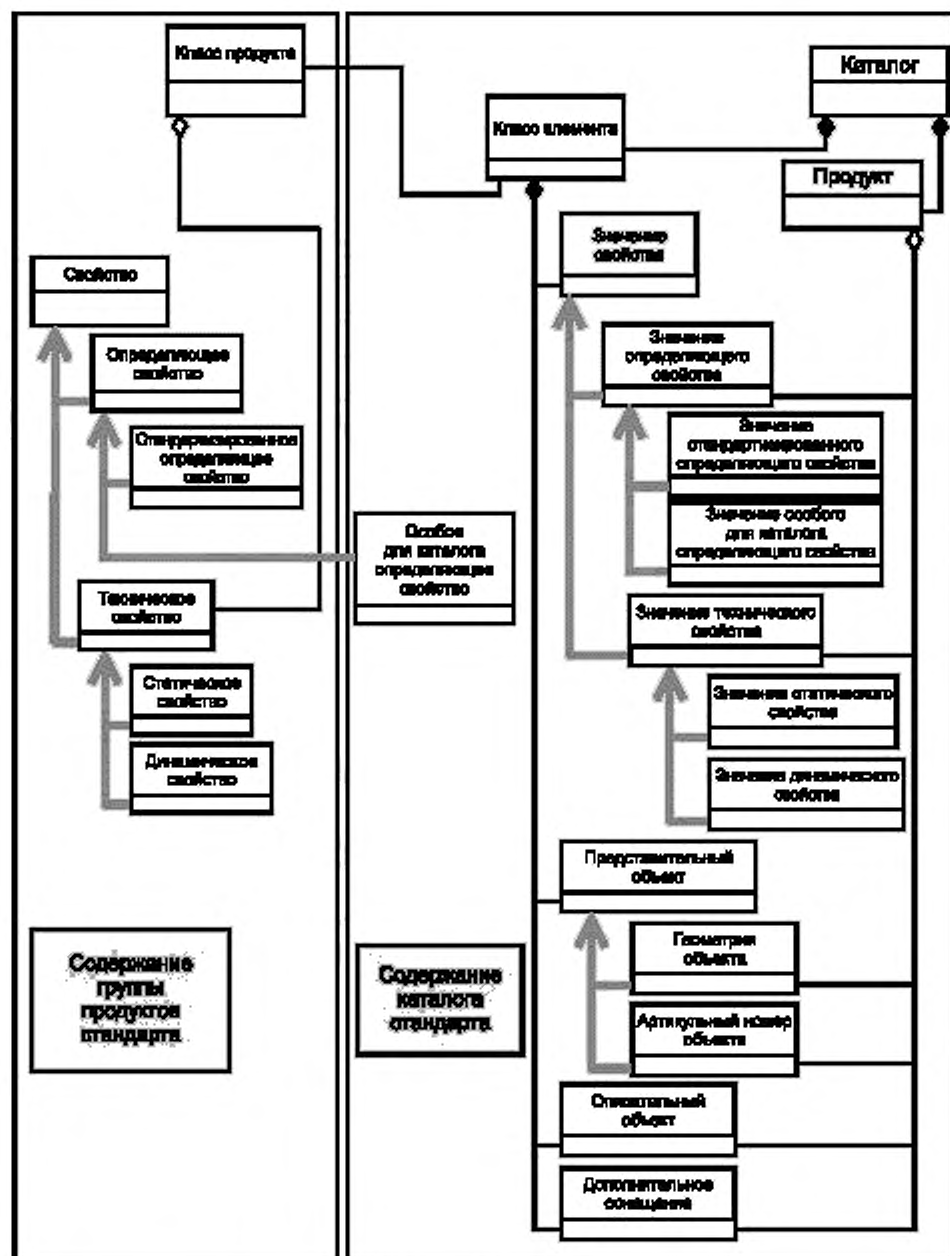 Класс продукта
Каталог
Класс элемента
Продукт
Значение
свойства
Свойство
Определяющее
свойство
Значение
определяющего
свойства
Стандартизированное
определяющее
свойство
Значение
стандартизированного
определяющего свойства
Особое
для каталога
определяющее
свойство
Значение особого
для каталога
определяющего свойства
Техническое
свойство
Значение технического
свойства
Статическое
свойство
Значение статического
свойства
Динамическое
свойство
Значение динамического
свойства
Представительный
объект
Содержание
группы
продуктов
стандарта
Содержание
каталога
стандарта
Геометрия
объекта
Артикульный номер
объекта
объект
Дополнительное
оснащение